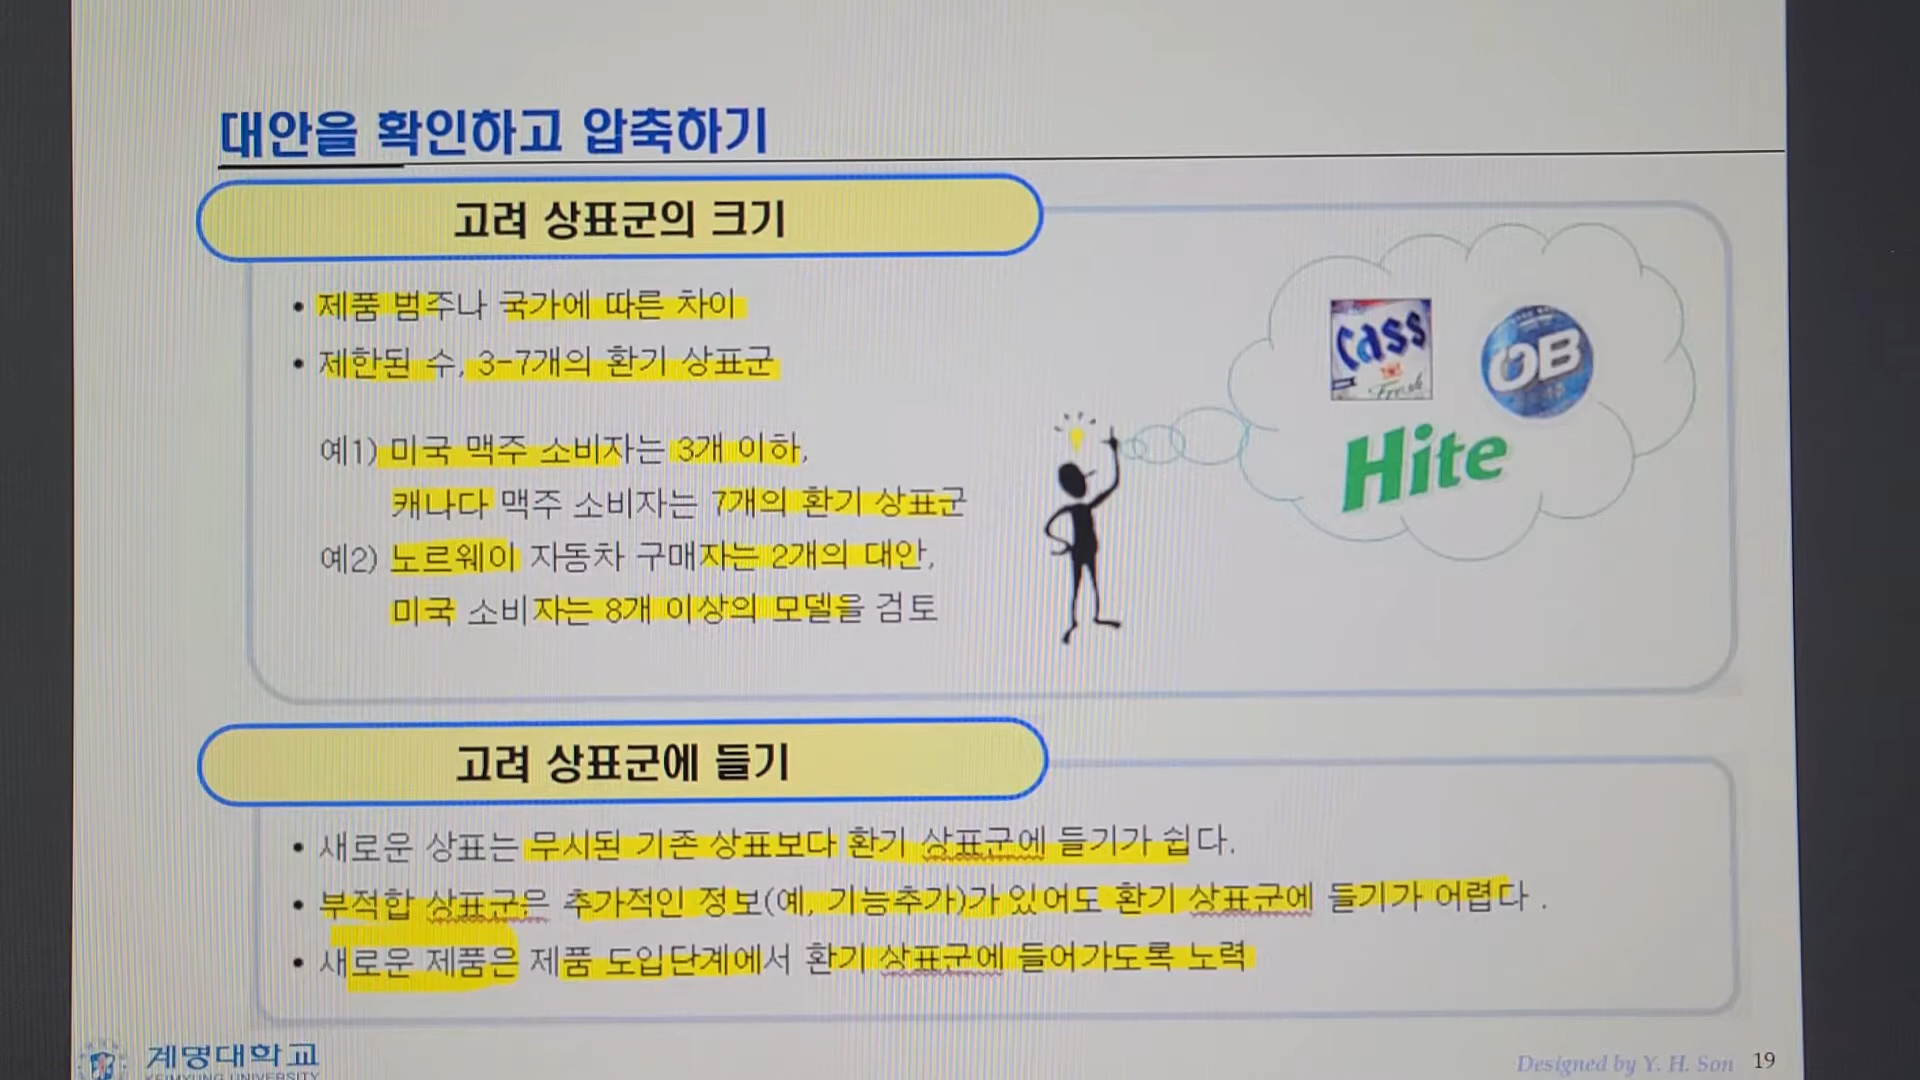 대안을 확인하고 압축하기
고려 상표군의 크기
• 제품 범주나 국가에 따른 차이
• 제한된 수, 3-7개의 환기 상표군
예1) 미국 맥주 소비자는 3개 이하,
캐나다 맥주 소비자는 7개의 환기 상표군
예2) 노르웨이 자동차 구매자는 2개의 대안,
미국 소비자는 8개 이상의 모델을 검토
cass
Fresh
OB
Hite
고려 상표군에 들기
• 새로운 상표는 무시된 기존 상표보다 환기 상표군에 들기가 쉽다.
• 부적합 상표군은 추가적인 정보(예, 기능추가)가 있어도 환기 상표군에 들기가 어렵다 .
• 새로운 제품은 제품 도입단계에서 환기 상표군에 들어가도록 노력
계명대학교
KEIMYUNG UNIVERSITY
Designed by Y. H. Son 19